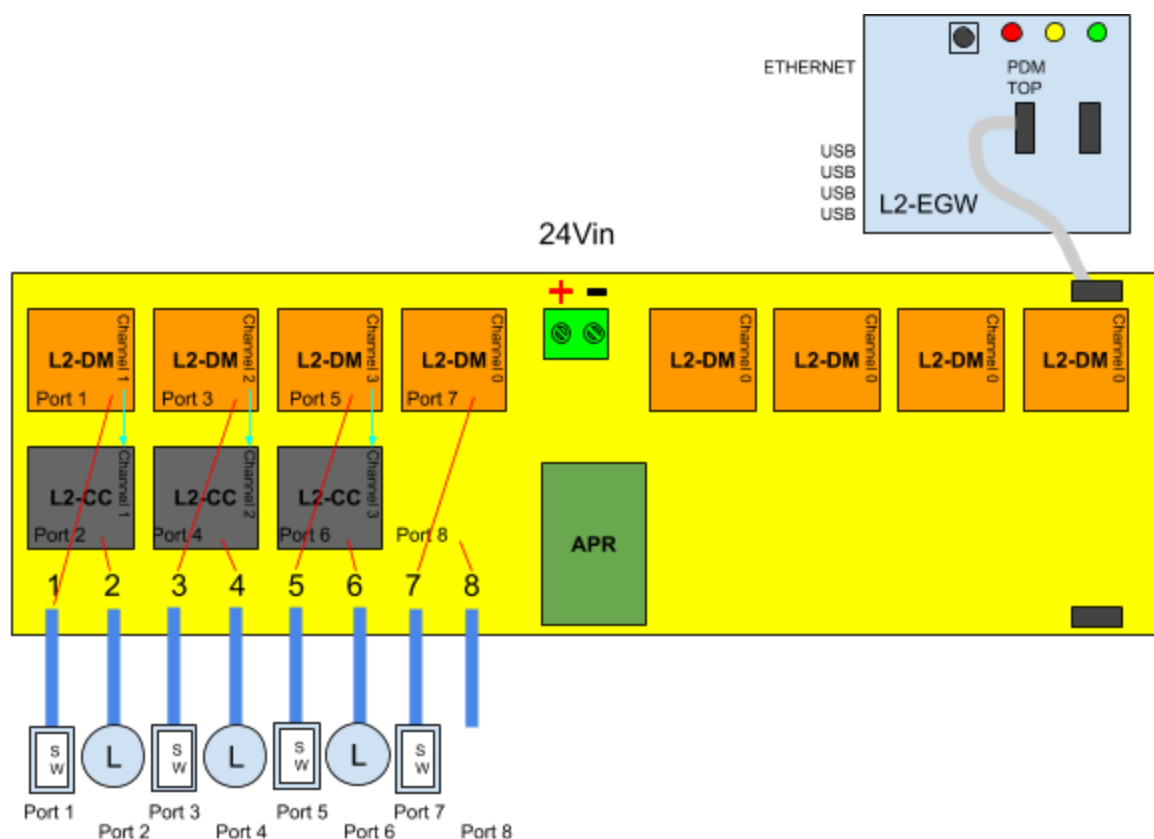 ETHERNET
PDM
TOP
USB
USB
USB
USB
L2-EGW
24Vin
+ -
L2-DM
Channel 1
Port 1
L2-DM
Channel 2
Port 3
L2-DM
Channel 3
Port 5
L2-DM
Channel 0
Port 7
L2-DM
Channel 0
L2-DM
Channel 0
L2-DM
Channel 0
L2-DM
Channel 0
L2-CC
Channel 1
Port 2
L2-CC
Channel 2
Port 4
L2-CC
Channel 3
Port 6
Port 8
APR
1 2 3 4 5 6 7 8
S
W
L
S
W
L
S
W
L
S
W
Port 1
Port 3
Port 5
Port 7
Port 2
Port 4
Port 6
Port 8